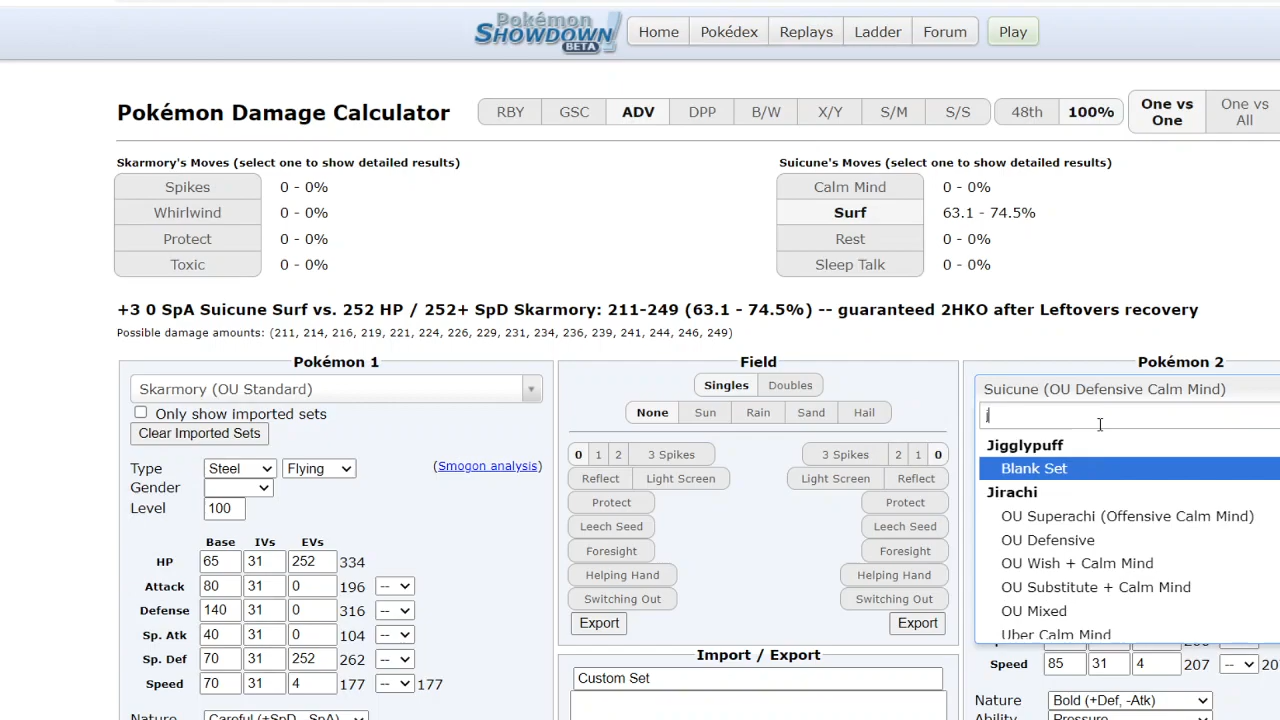 Pokémon
SHOWDOWN!
BETA
Home Pokédex Replays Ladder Forum Play
Pokémon Damage Calculator RBY GSC ADV DPP B/W X/Y S/M S/S 48th 100% One vs One One vs All
Skarmory's Moves (select one to show detailed results)
Spikes 0 - 0%
Whirlwind 0 - 0%
Protect 0 - 0%
Toxic 0 - 0%
Suicune's Moves (select one to show detailed results)
Calm Mind 0 - 0%
Surf 63.1 - 74.5%
Rest 0 - 0%
Sleep Talk 0 - 0%
+3 0 SpA Suicune Surf vs. 252 HP / 252+ SpD Skarmory: 211-249 (63.1 - 74.5%) -- guaranteed 2HKO after Leftovers recovery
Possible damage amounts: (211, 214, 216, 219, 221, 224, 226, 229, 231, 234, 236, 239, 241, 244, 246, 249)
Pokémon 1
Skarmory (OU Standard)
Only show imported sets
Clear Imported Sets
Type Steel Flying (Smogon analysis)
Gender
Level 100
Base IVs EVs
HP 65 31 252 334
Attack 80 31 0 196 --
Defense 140 31 0 316 --
Sp. Atk 40 31 0 104 --
Sp. Def 70 31 252 262 --
Speed 70 31 4 177 -- 177
Nature Careful (+SpD, -SpA)
Field
Singles Doubles
None Sun Rain Sand Hail
0 1 2 3 Spikes 3 Spikes 2 1 0
Reflect Light Screen Light Screen Reflect
Protect Protect
Leech Seed Leech Seed
Foresight Foresight
Helping Hand Helping Hand
Switching Out Switching Out
Export Export
Import / Export
Custom Set
Pokémon 2
Suicune (OU Defensive Calm Mind)
j
Jigglypuff
Blank Set
Jirachi
OU Superachi (Offensive Calm Mind)
OU Defensive
OU Wish + Calm Mind
OU Substitute + Calm Mind
OU Mixed
Uber Calm Mind
Speed 85 31 4 207 -- 20
Nature Bold (+Def, -Atk)
Ability Pressure